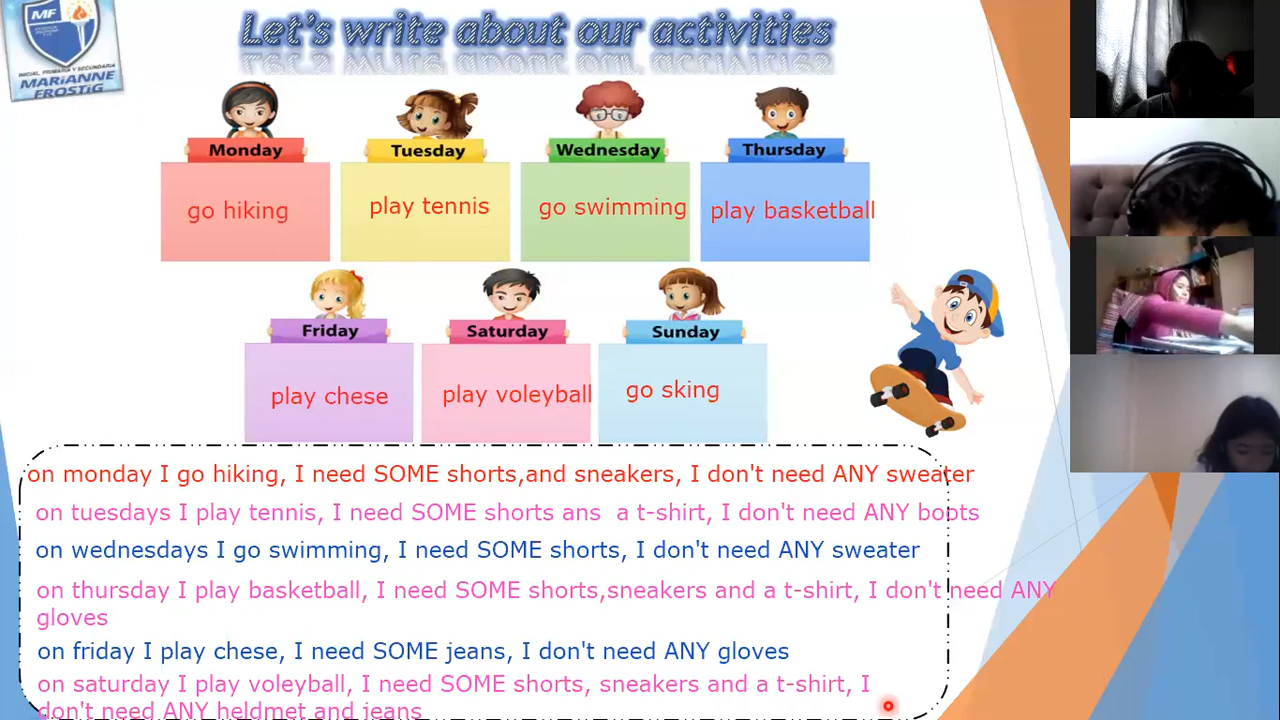 MF
INICIAL, PRIMARIA Y SECUNDARIA
MARIANNE
FROSTIG
Let's write about our activities
Monday
Tuesday
Wednesday
Thursday
go hiking
play tennis
go swimming
play basketball
Friday
Saturday
Sunday
play chese
play voleyball
go sking
on monday I go hiking, I need SOME shorts,and sneakers, I don't need ANY sweater
on tuesdays I play tennis, I need SOME shorts ans a t-shirt, I don't need ANY boots
on wednesdays I go swimming, I need SOME shorts, I don't need ANY sweater
on thursday I play basketball, I need SOME shorts,sneakers and a t-shirt, I don't need ANY
gloves
on friday I play chese, I need SOME jeans, I don't need ANY gloves
on saturday I play voleyball, I need SOME shorts, sneakers and a t-shirt, I
don't need ANY heldmet and jeans